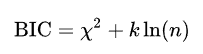 BIC = χ² + k ln(n)